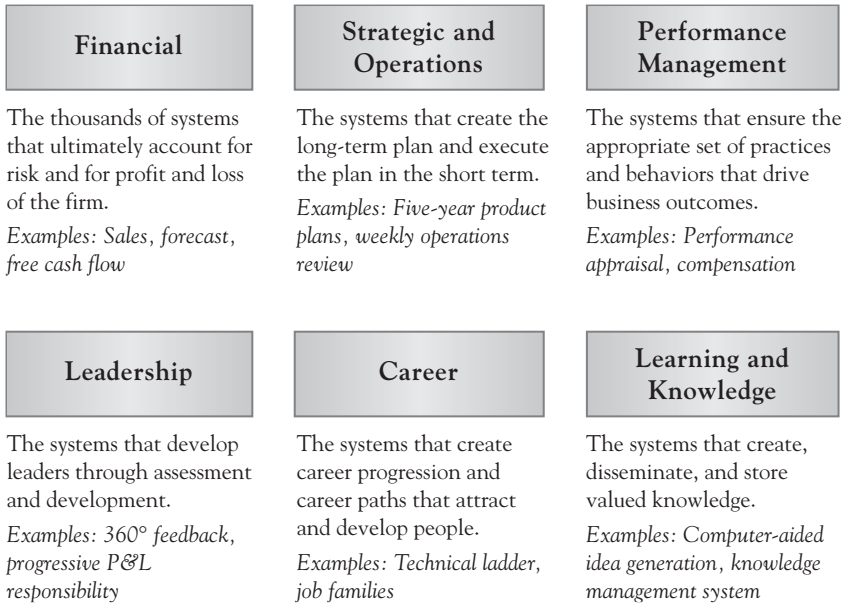 Financial
The thousands of systems
that ultimately account for
risk and for profit and loss
of the firm.
Examples: Sales, forecast,
free cash flow
Strategic and
Operations
The systems that create the
long-term plan and execute
the plan in the short term.
Examples: Five-year product
plans, weekly operations
review
Performance
Management
The systems that ensure the
appropriate set of practices
and behaviors that drive
business outcomes.
Examples: Performance
appraisal, compensation
Leadership
The systems that develop
leaders through assessment
and development.
Examples: 360° feedback,
progressive P&L
responsibility
Career
The systems that create
career progression and
career paths that attract
and develop people.
Examples: Technical ladder,
job families
Learning and
Knowledge
The systems that create,
disseminate, and store
valued knowledge.
Examples: Computer-aided
idea generation, knowledge
management system